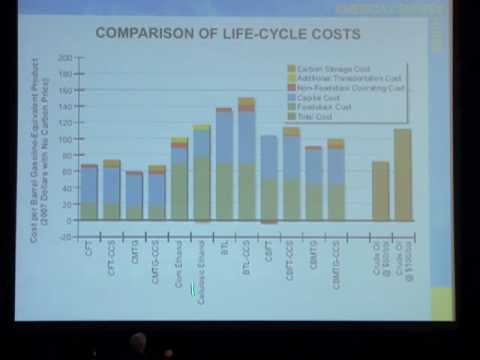 COMPARISON OF LIFE-CYCLE COSTS
Cost per Barrel Gasoline-Equivalent Product
(2007 Dollars with No Carbon Price)
200
180
160
140
120
100
80
60
40
20
0
-20
Carbon Storage Cost
Additional Transportation Cost
Non-Feedstock Operating Cost
Capital Cost
Feedstock Cost
Total Cost
CFT
CFT-CCS
CMTG
CMTG-CCS
Corn Ethanol
Cellulosic Ethanol
BTL
BTL-CCS
CBFT
CBFT-CCS
CBMTG
CBMTG-CCS
Crude Oil
@ $60/bbl
Crude Oil
@ $100/bbl